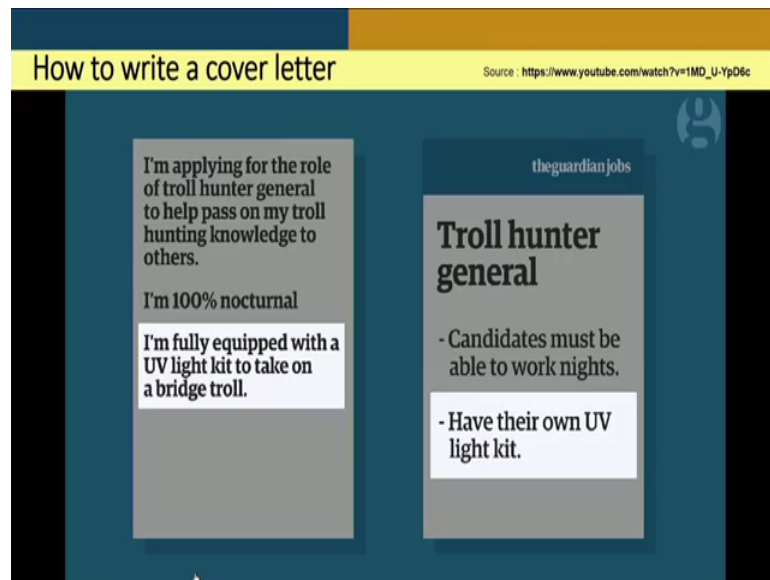 How to write a cover letter
Source : https://www.youtube.com/watch?v=1MD_U-YpD6c
I'm applying for the role
of troll hunter general
to help pass on my troll
hunting knowledge to
others.
I'm 100% nocturnal
I'm fully equipped with a
UV light kit to take on
a bridge troll.
g
theguardianjobs
Troll hunter
general
- Candidates must be
able to work nights.
- Have their own UV
light kit.